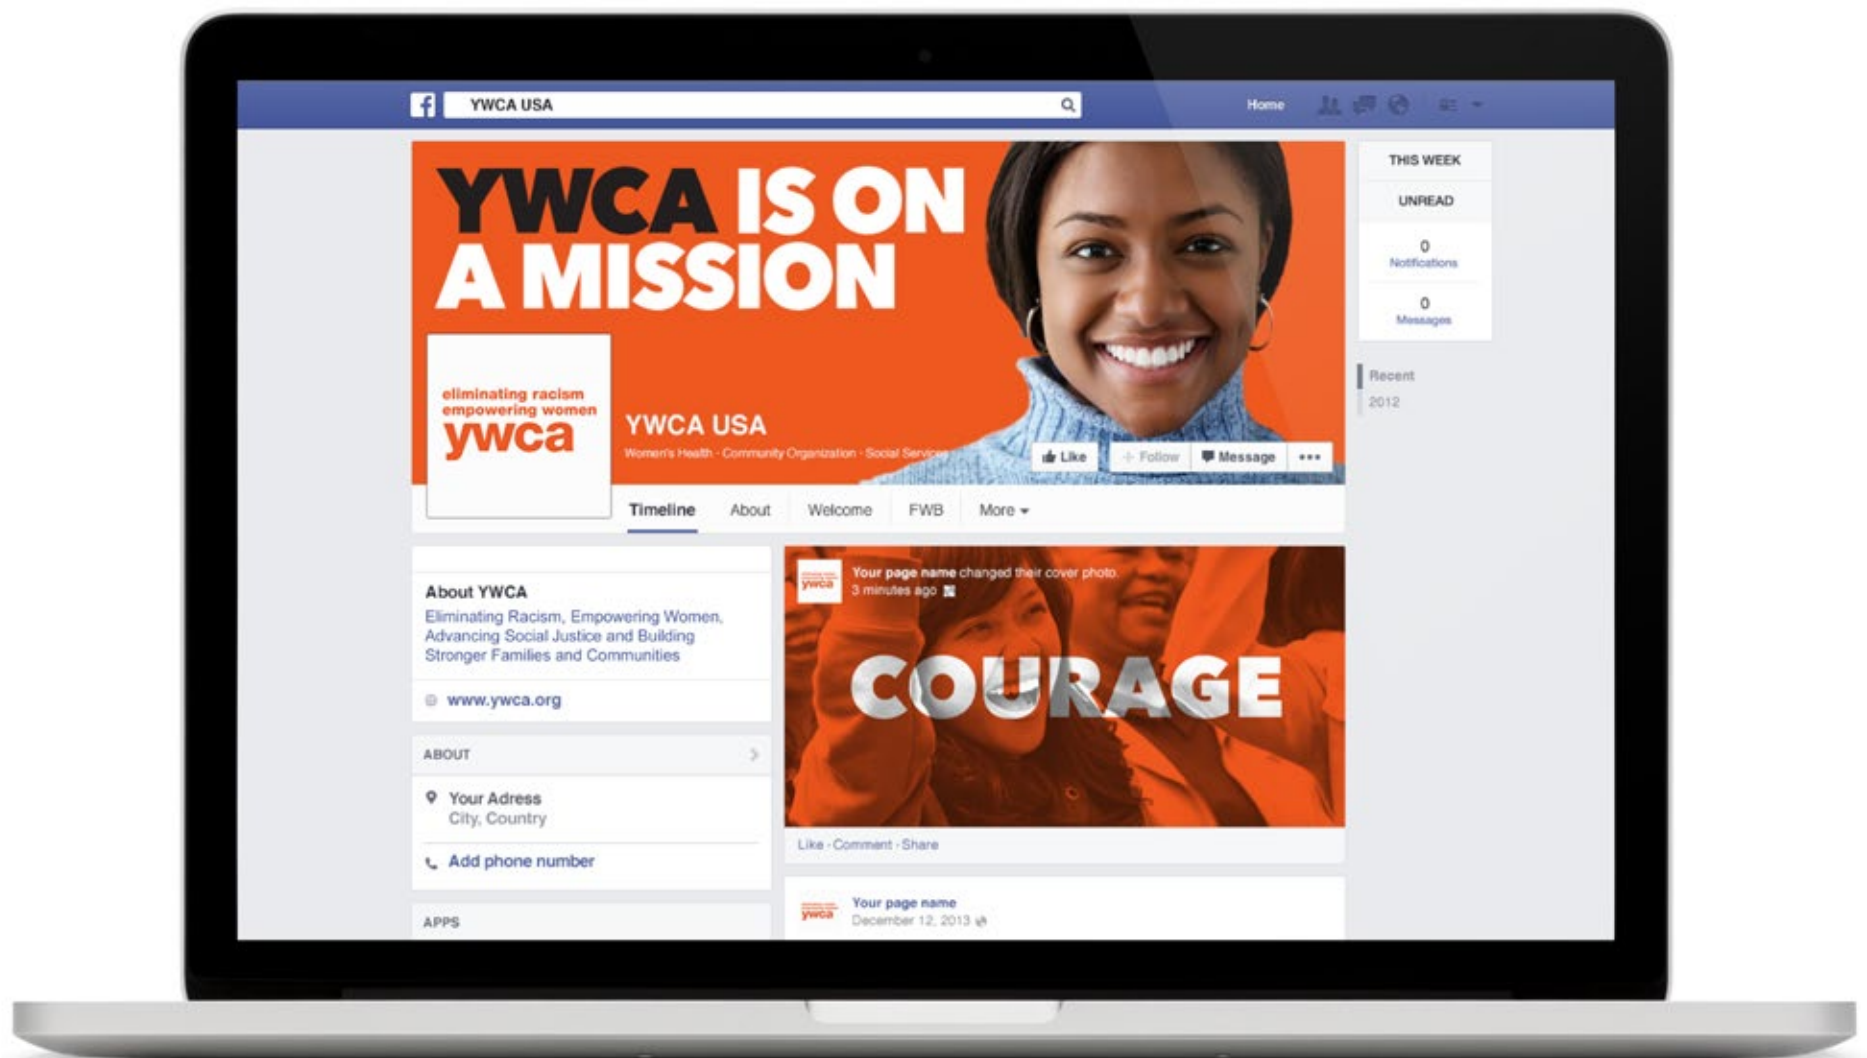 YWCA USA
Home
YWCA IS ON
A MISSION
eliminating racism
empowering women
ywca
YWCA USA
Women's Health - Community Organization - Social Services
Like
Follow
Message
Timeline
About
Welcome
FWB
More
THIS WEEK
UNREAD
0
Notifications
0
Messages
Recent
2012
About YWCA
Eliminating Racism, Empowering Women,
Advancing Social Justice and Building
Stronger Families and Communities
www.ywca.org
ABOUT
Your Adress
City, Country
Add phone number
APPS
ywca
Your page name changed their cover photo.
3 minutes ago
COURAGE
Like - Comment - Share
ywca
Your page name
December 12, 2013